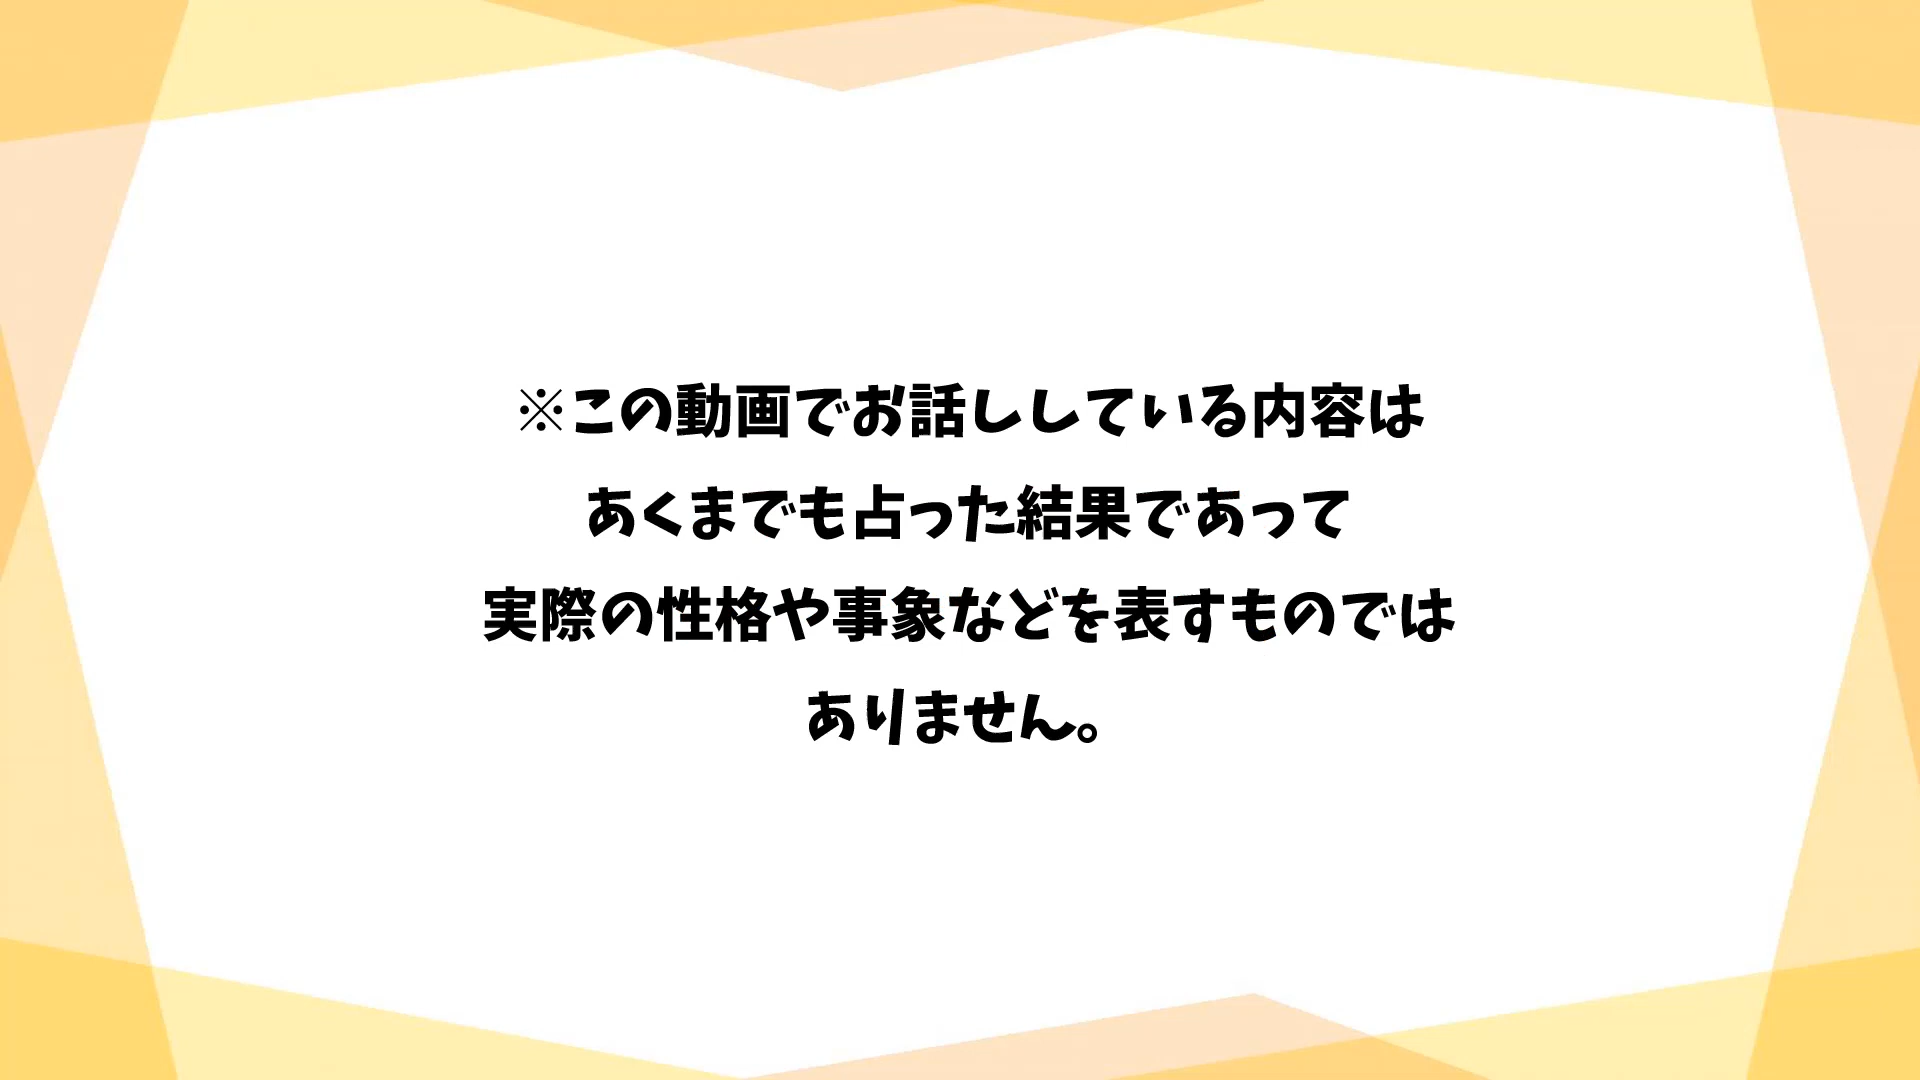 ※この動画でお話ししている内容は
あくまでも占った結果であって
実際の性格や事象などを表すものでは
ありません。